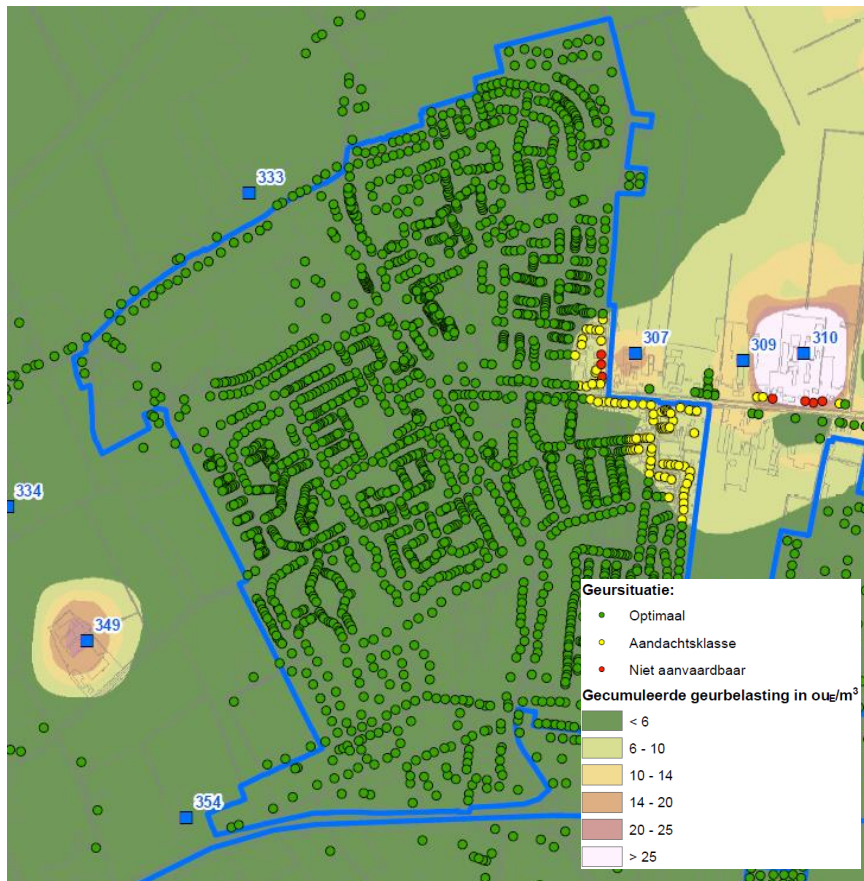 333
307
309
310
334
349
354
Geursituatie:
Optimaal
Aandachtsklasse
Niet aanvaardbaar
Gecumuleerde geurbelasting in ouE/m³
< 6
6 - 10
10 - 14
14 - 20
20 - 25
> 25